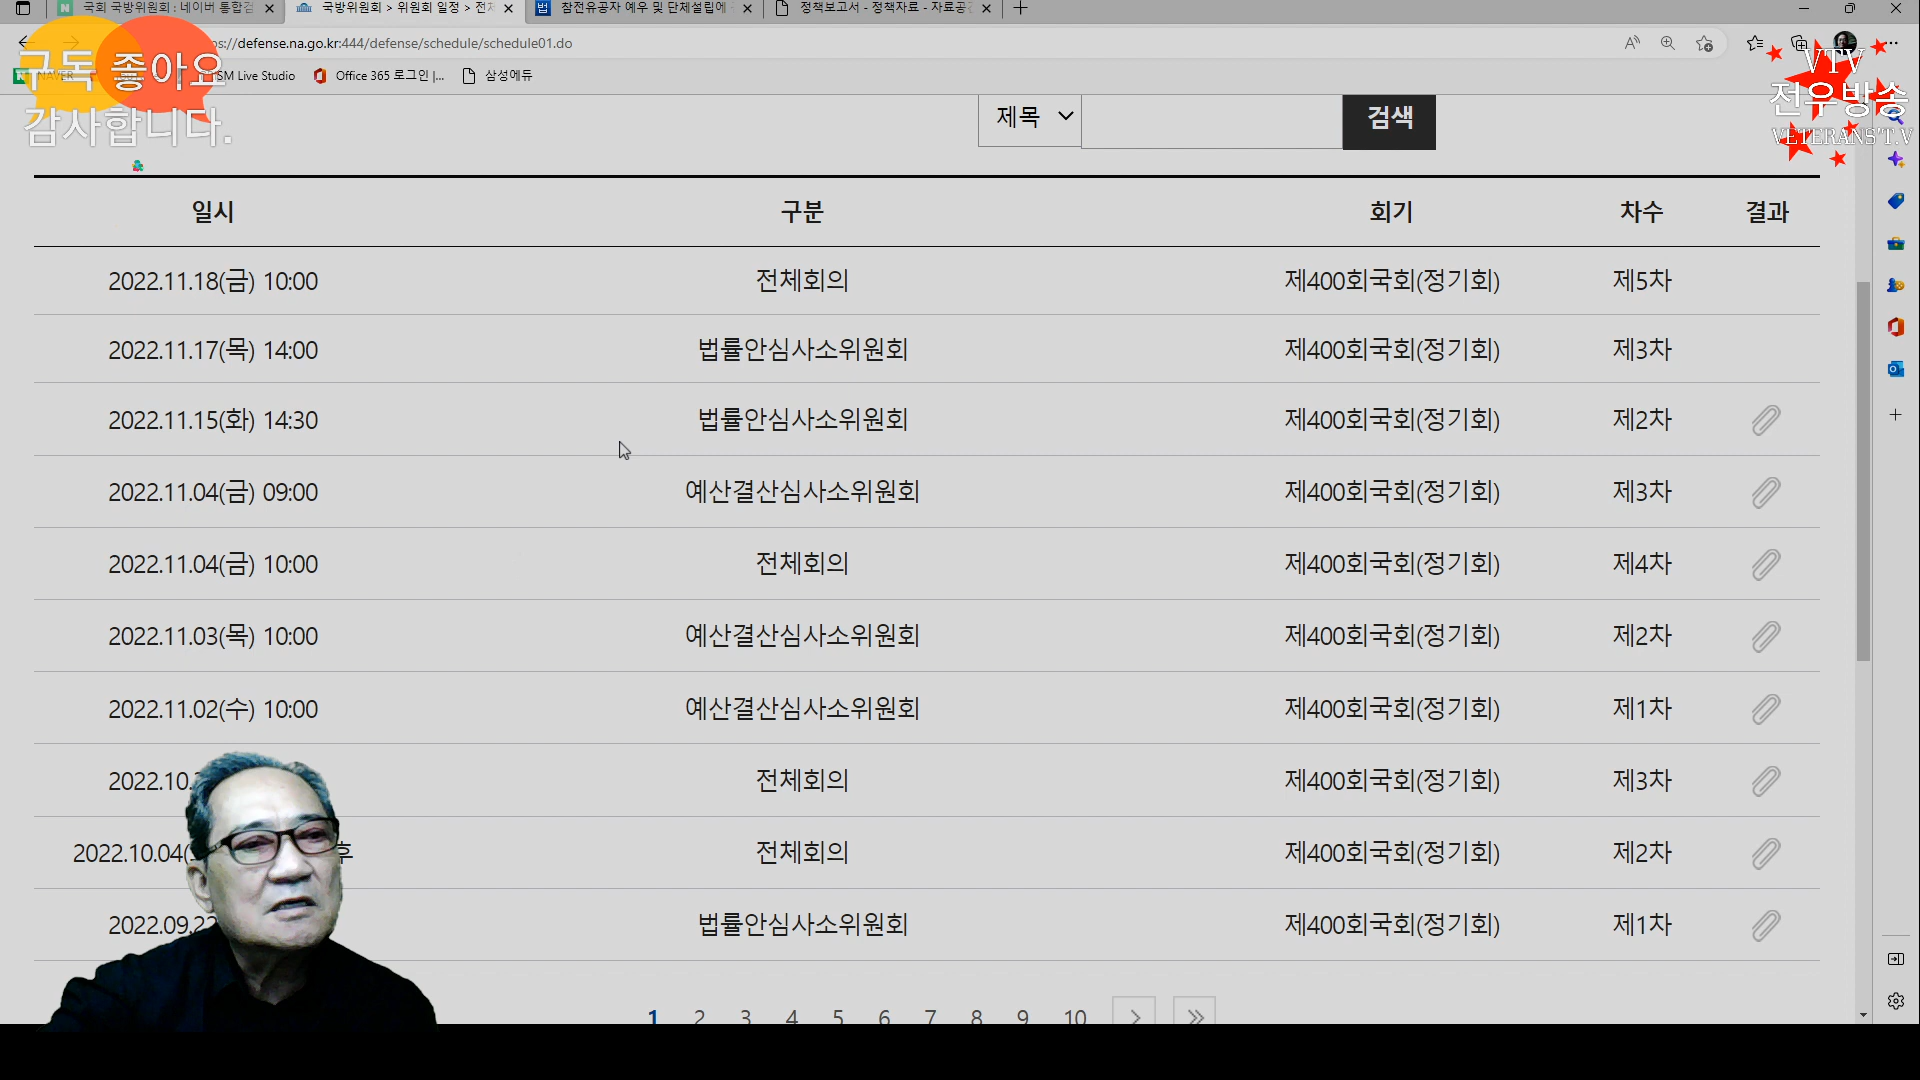 국회 국방위원회 : 네이버 통합검
국방위원회 > 위원회 일정 > 전체
참전유공자 예우 및 단체설립에
정책보고서 - 정책자료 - 자료공간
://defense.na.go.kr:444/defense/schedule/schedule01.do
NAVER
SM Live Studio
Office 365 로그인 |...
삼성에듀
구독 좋아요
감사합니다.
VTV
전우방송
VETERANS'T.V
제목
검색
일시 구분 회기 차수 결과
2022.11.18(금) 10:00 전체회의 제400회국회(정기회) 제5차
2022.11.17(목) 14:00 법률안심사소위원회 제400회국회(정기회) 제3차
2022.11.15(화) 14:30 법률안심사소위원회 제400회국회(정기회) 제2차
2022.11.04(금) 09:00 예산결산심사소위원회 제400회국회(정기회) 제3차
2022.11.04(금) 10:00 전체회의 제400회국회(정기회) 제4차
2022.11.03(목) 10:00 예산결산심사소위원회 제400회국회(정기회) 제2차
2022.11.02(수) 10:00 예산결산심사소위원회 제400회국회(정기회) 제1차
2022.10. 전체회의 제400회국회(정기회) 제3차
2022.10.04( 후 전체회의 제400회국회(정기회) 제2차
2022.09.22 법률안심사소위원회 제400회국회(정기회) 제1차
1 2 3 4 5 6 7 8 9 10